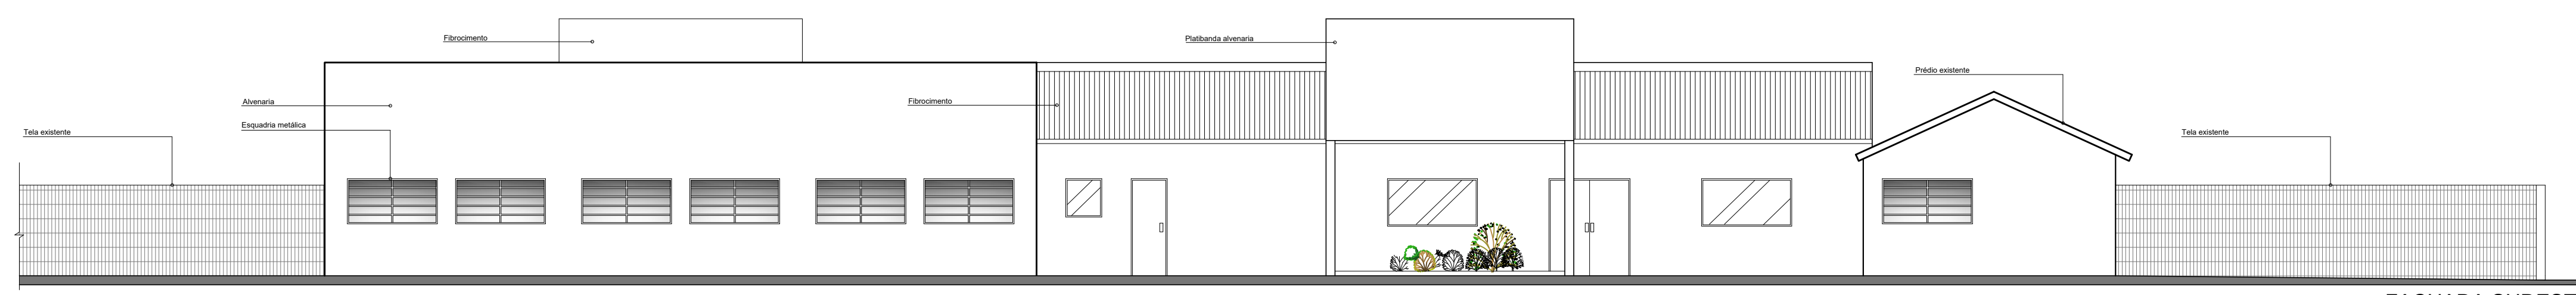 Fibrocimento
Platibanda alvenaria
Prédio existente
Alvenaria
Fibrocimento
Esquadria metálica
Tela existente
Tela existente